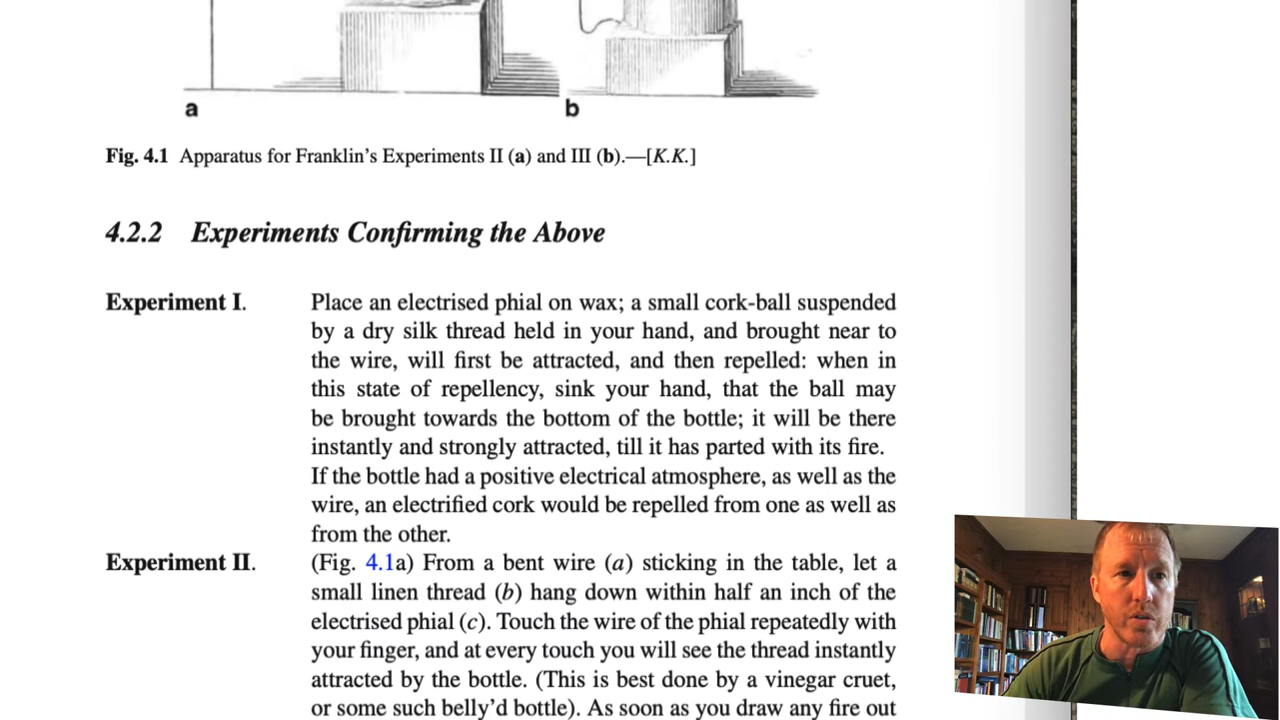 a
b
Fig. 4.1 Apparatus for Franklin's Experiments II (a) and III (b).—[K.K.]
4.2.2 Experiments Confirming the Above
Experiment I. Place an electrised phial on wax; a small cork-ball suspended
by a dry silk thread held in your hand, and brought near to
the wire, will first be attracted, and then repelled: when in
this state of repellency, sink your hand, that the ball may
be brought towards the bottom of the bottle; it will be there
instantly and strongly attracted, till it has parted with its fire.
If the bottle had a positive electrical atmosphere, as well as the
wire, an electrified cork would be repelled from one as well as
from the other.
Experiment II. (Fig. 4.1a) From a bent wire (a) sticking in the table, let a
small linen thread (b) hang down within half an inch of the
electrised phial (c). Touch the wire of the phial repeatedly with
your finger, and at every touch you will see the thread instantly
attracted by the bottle. (This is best done by a vinegar cruet,
or some such belly'd bottle). As soon as you draw any fire out